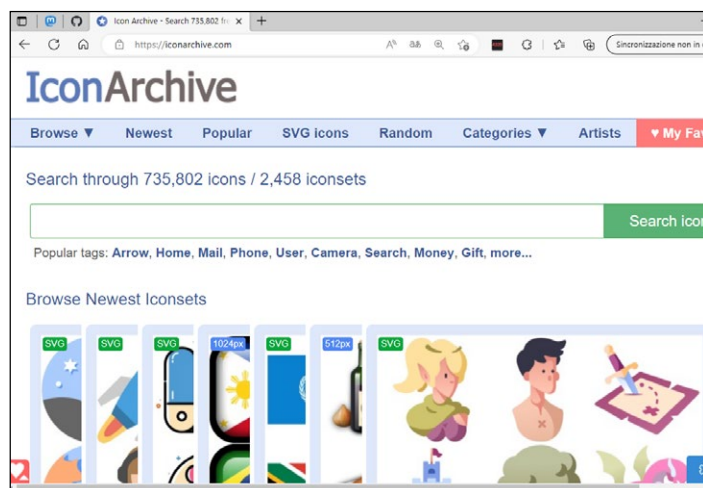 Icon Archive - Search 735,802 fr
https://iconarchive.com
Sincronizzazione non in
IconArchive
Browse ▼ Newest Popular SVG icons Random Categories ▼ Artists ♥ My Fav
Search through 735,802 icons / 2,458 iconsets
Search icon
Popular tags: Arrow, Home, Mail, Phone, User, Camera, Search, Money, Gift, more...
Browse Newest Iconsets
SVG SVG SVG 1024px SVG 512px SVG